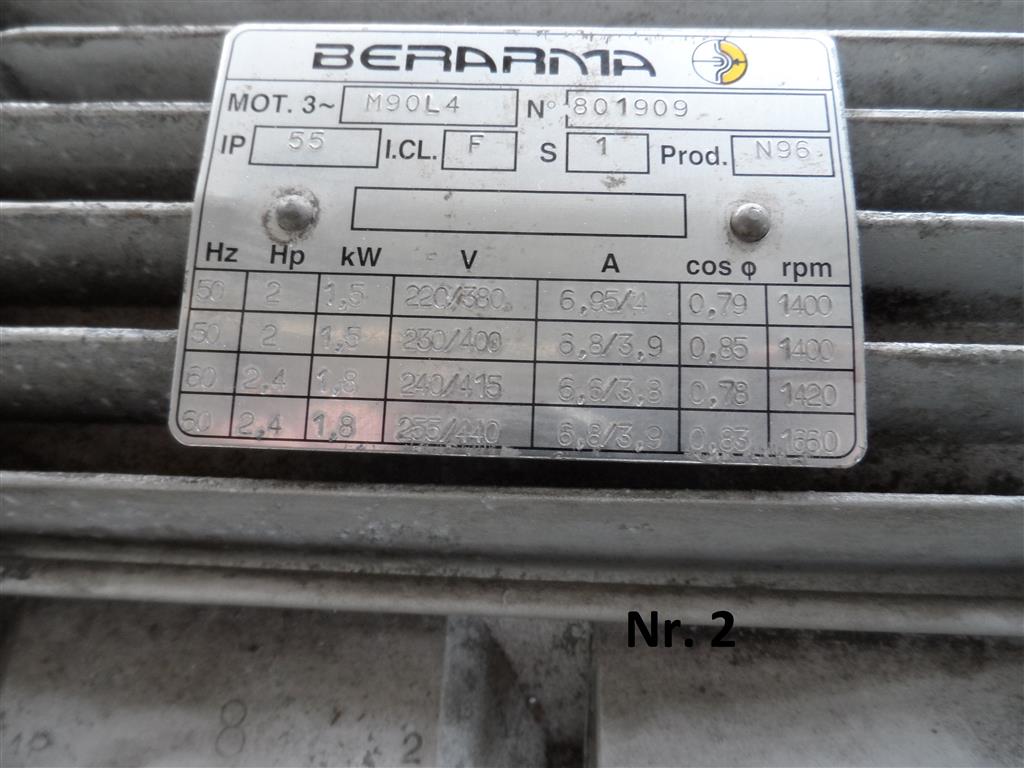 BERARMA
MOT. 3~ M90L4 N° 801909
IP 55 I.CL. F S 1 Prod. N96
Hz Hp kW V A cos φ rpm
50 2 1,5 220/380 6,95/4 0,79 1400
50 2 1,5 230/400 6,8/3,9 0,85 1400
60 2,4 1,8 240/415 6,6/3,8 0,78 1420
60 2,4 1,8 255/440 6,8/3,9 0,83 1660
Nr. 2
8 2